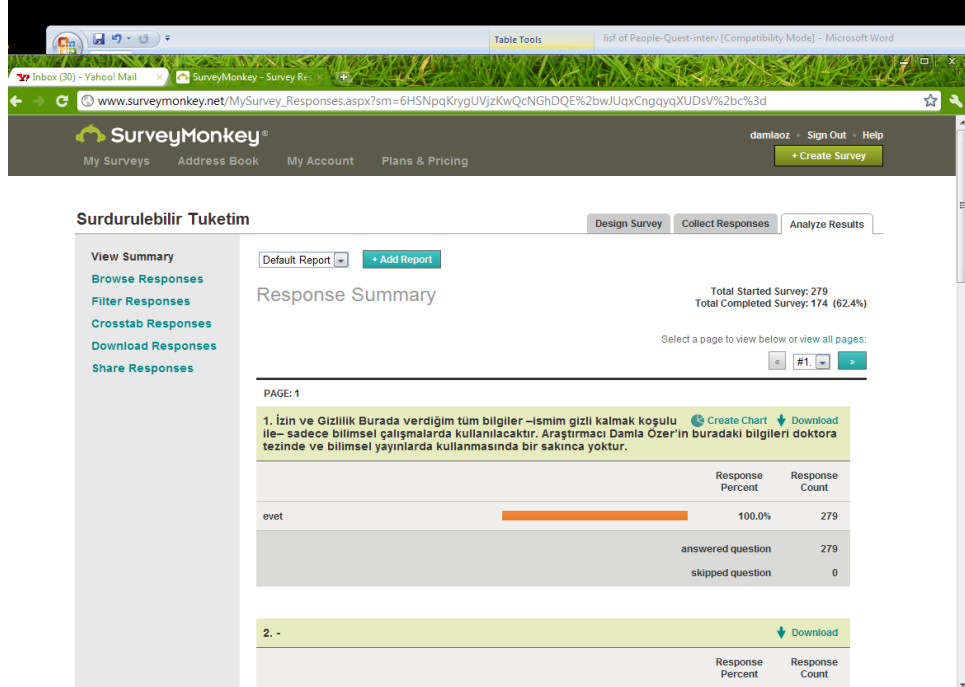 Table Tools
list of People-Quest-interv [Compatibility Mode] - Microsoft Word
Inbox (30) - Yahoo! Mail
SurveyMonkey - Survey Res
www.surveymonkey.net/MySurvey_Responses.aspx?sm=6HSNpqKrygUVjzKwQcNGhDQE%2bwJUqxCngqyqXUDsV%2bc%3d
SurveyMonkey®
damlaoz Sign Out Help
My Surveys Address Book My Account Plans & Pricing
+ Create Survey
Surdurulebilir Tuketim
Design Survey Collect Responses Analyze Results
View Summary
Browse Responses
Filter Responses
Crosstab Responses
Download Responses
Share Responses
Default Report
+ Add Report
Response Summary
Total Started Survey: 279
Total Completed Survey: 174 (62.4%)
Select a page to view below or view all pages:
« #1. »
PAGE: 1
1. İzin ve Gizlilik Burada verdiğim tüm bilgiler –ismim gizli kalmak koşulu
Create Chart Download
ile– sadece bilimsel çalışmalarda kullanılacaktır. Araştırmacı Damla Özer'in buradaki bilgileri doktora
tezinde ve bilimsel yayınlarda kullanmasında bir sakınca yoktur.
Response Percent
Response Count
evet 100.0% 279
answered question 279
skipped question 0
2. - Download
Response Percent
Response Count